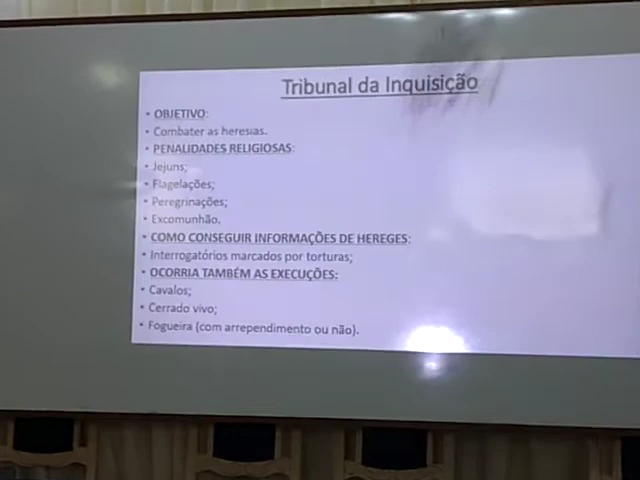 Tribunal da Inquisição
• OBJETIVO:
• Combater as heresias.
• PENALIDADES RELIGIOSAS:
• Jejuns;
• Flagelações;
• Peregrinações;
• Excomunhão.
• COMO CONSEGUIR INFORMAÇÕES DE HEREGES:
• Interrogatórios marcados por torturas;
• OCORRIA TAMBÉM AS EXECUÇÕES:
• Cavalos;
• Cerrado vivo;
• Fogueira (com arrependimento ou não).